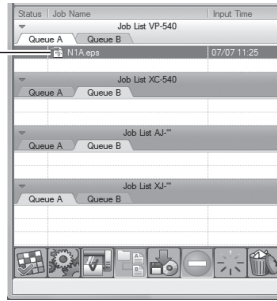 Status Job Name Input Time
Job List VP-540
Queue A Queue B
N1A.eps 07/07 11:25
Job List XC-540
Queue A Queue B
Job List AJ-**
Queue A Queue B
Job List XJ-**
Queue A Queue B